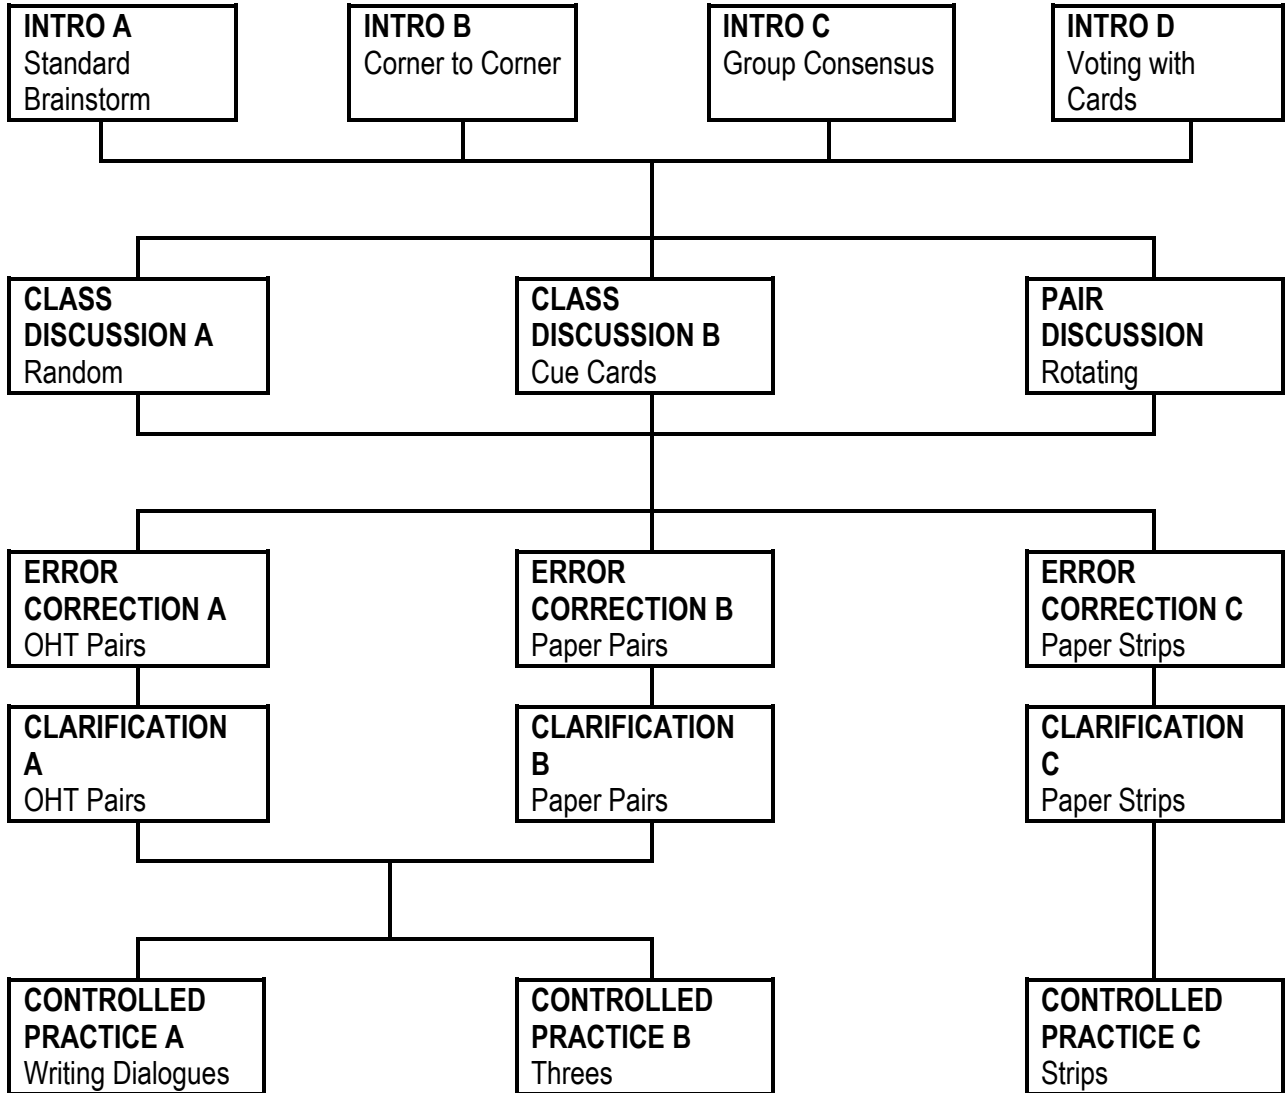 INTRO A
Standard
Brainstorm
INTRO B
Corner to Corner
INTRO C
Group Consensus
INTRO D
Voting with
Cards
CLASS
DISCUSSION A
Random
CLASS
DISCUSSION B
Cue Cards
PAIR
DISCUSSION
Rotating
ERROR
CORRECTION A
OHT Pairs
ERROR
CORRECTION B
Paper Pairs
ERROR
CORRECTION C
Paper Strips
CLARIFICATION
A
OHT Pairs
CLARIFICATION
B
Paper Pairs
CLARIFICATION
C
Paper Strips
CONTROLLED
PRACTICE A
Writing Dialogues
CONTROLLED
PRACTICE B
Threes
CONTROLLED
PRACTICE C
Strips